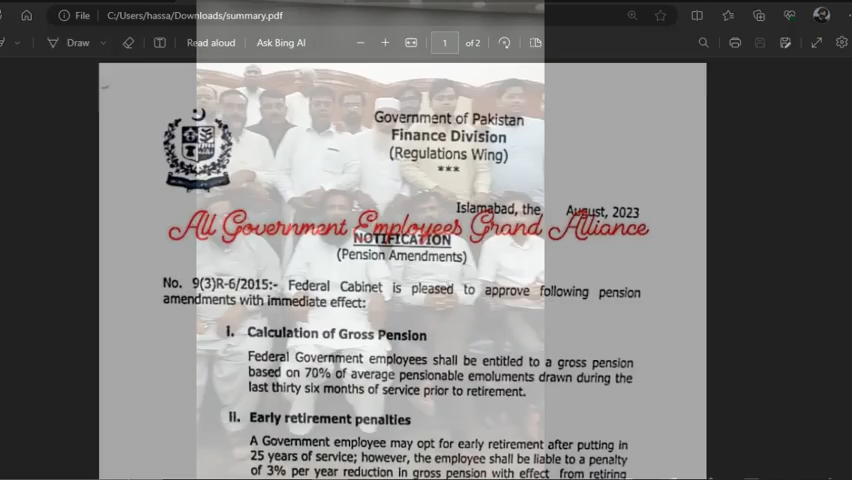 File
C:/Users/hassa/Downloads/summary.pdf
Draw
Read aloud
Ask Bing AI
1
of 2
Government of Pakistan
Finance Division
(Regulations Wing)
***
Islamabad, the August, 2023
All Government Employees Grand Alliance
NOTIFICATION
(Pension Amendments)
No. 9(3)R-6/2015:- Federal Cabinet is pleased to approve following pension
amendments with immediate effect:
i. Calculation of Gross Pension
Federal Government employees shall be entitled to a gross pension
based on 70% of average pensionable emoluments drawn during the
last thirty six months of service prior to retirement.
ii. Early retirement penalties
A Government employee may opt for early retirement after putting in
25 years of service; however, the employee shall be liable to a penalty
of 3% per year reduction in gross pension with effect from retiring